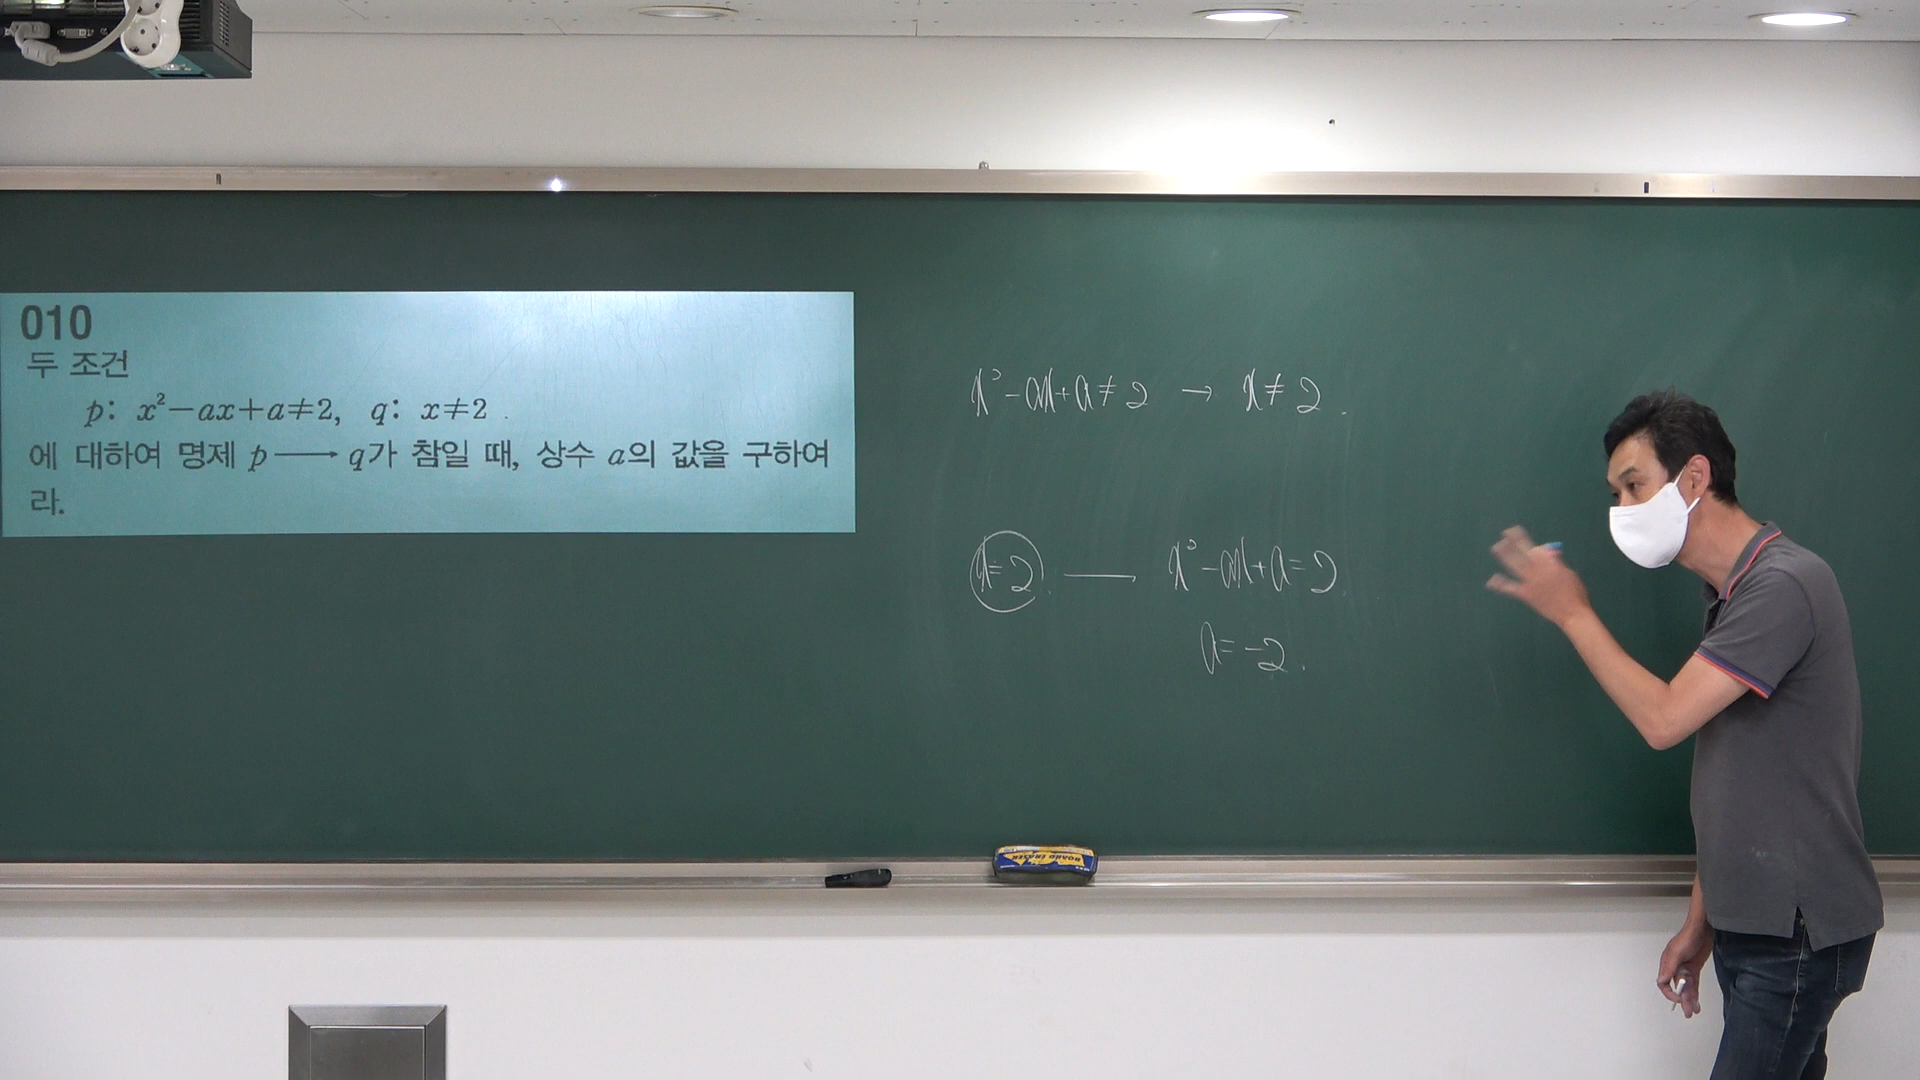 010
두 조건
p: x²-ax+a≠2, q: x≠2
에 대하여 명제 p ⟶ q가 참일 때, 상수 a의 값을 구하여
라.
x²-ax+a≠2 → x≠2.
x=2 — x²-ax+a=2
a=-2.
BOARD ERASER